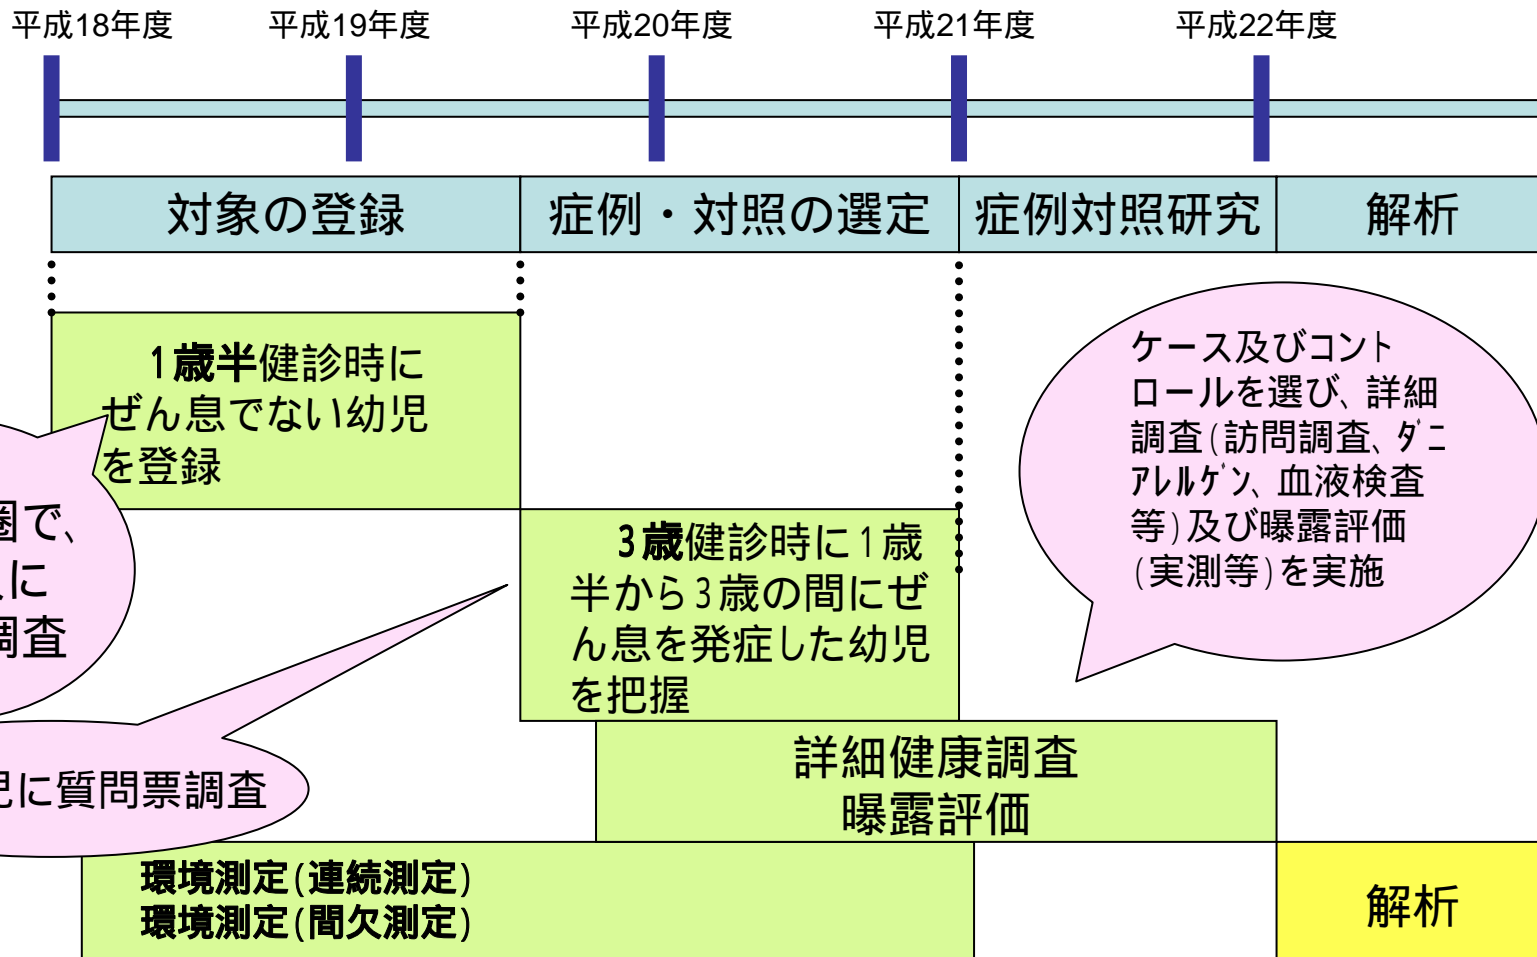 平成18年度 平成19年度 平成20年度 平成21年度 平成22年度
対象の登録 症例・対照の選定 症例対照研究 解析
1歳半健診時に
ぜん息でない幼児
を登録
圏で、
に
調査
3歳健診時に1歳
半から3歳の間にぜ
ん息を発症した幼児
を把握
ケース及びコント
ロールを選び、詳細
調査(訪問調査、ダニ
アレルゲン、血液検査
等)及び曝露評価
(実測等)を実施
児に質問票調査
詳細健康調査
曝露評価
環境測定(連続測定)
環境測定(間欠測定)
解析